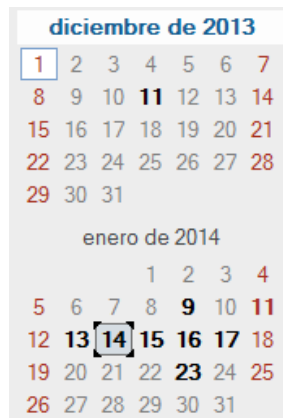 diciembre de 2013
1 2 3 4 5 6 7
8 9 10 11 12 13 14
15 16 17 18 19 20 21
22 23 24 25 26 27 28
29 30 31
enero de 2014
1 2 3 4
5 6 7 8 9 10 11
12 13 14 15 16 17 18
19 20 21 22 23 24 25
26 27 28 29 30 31